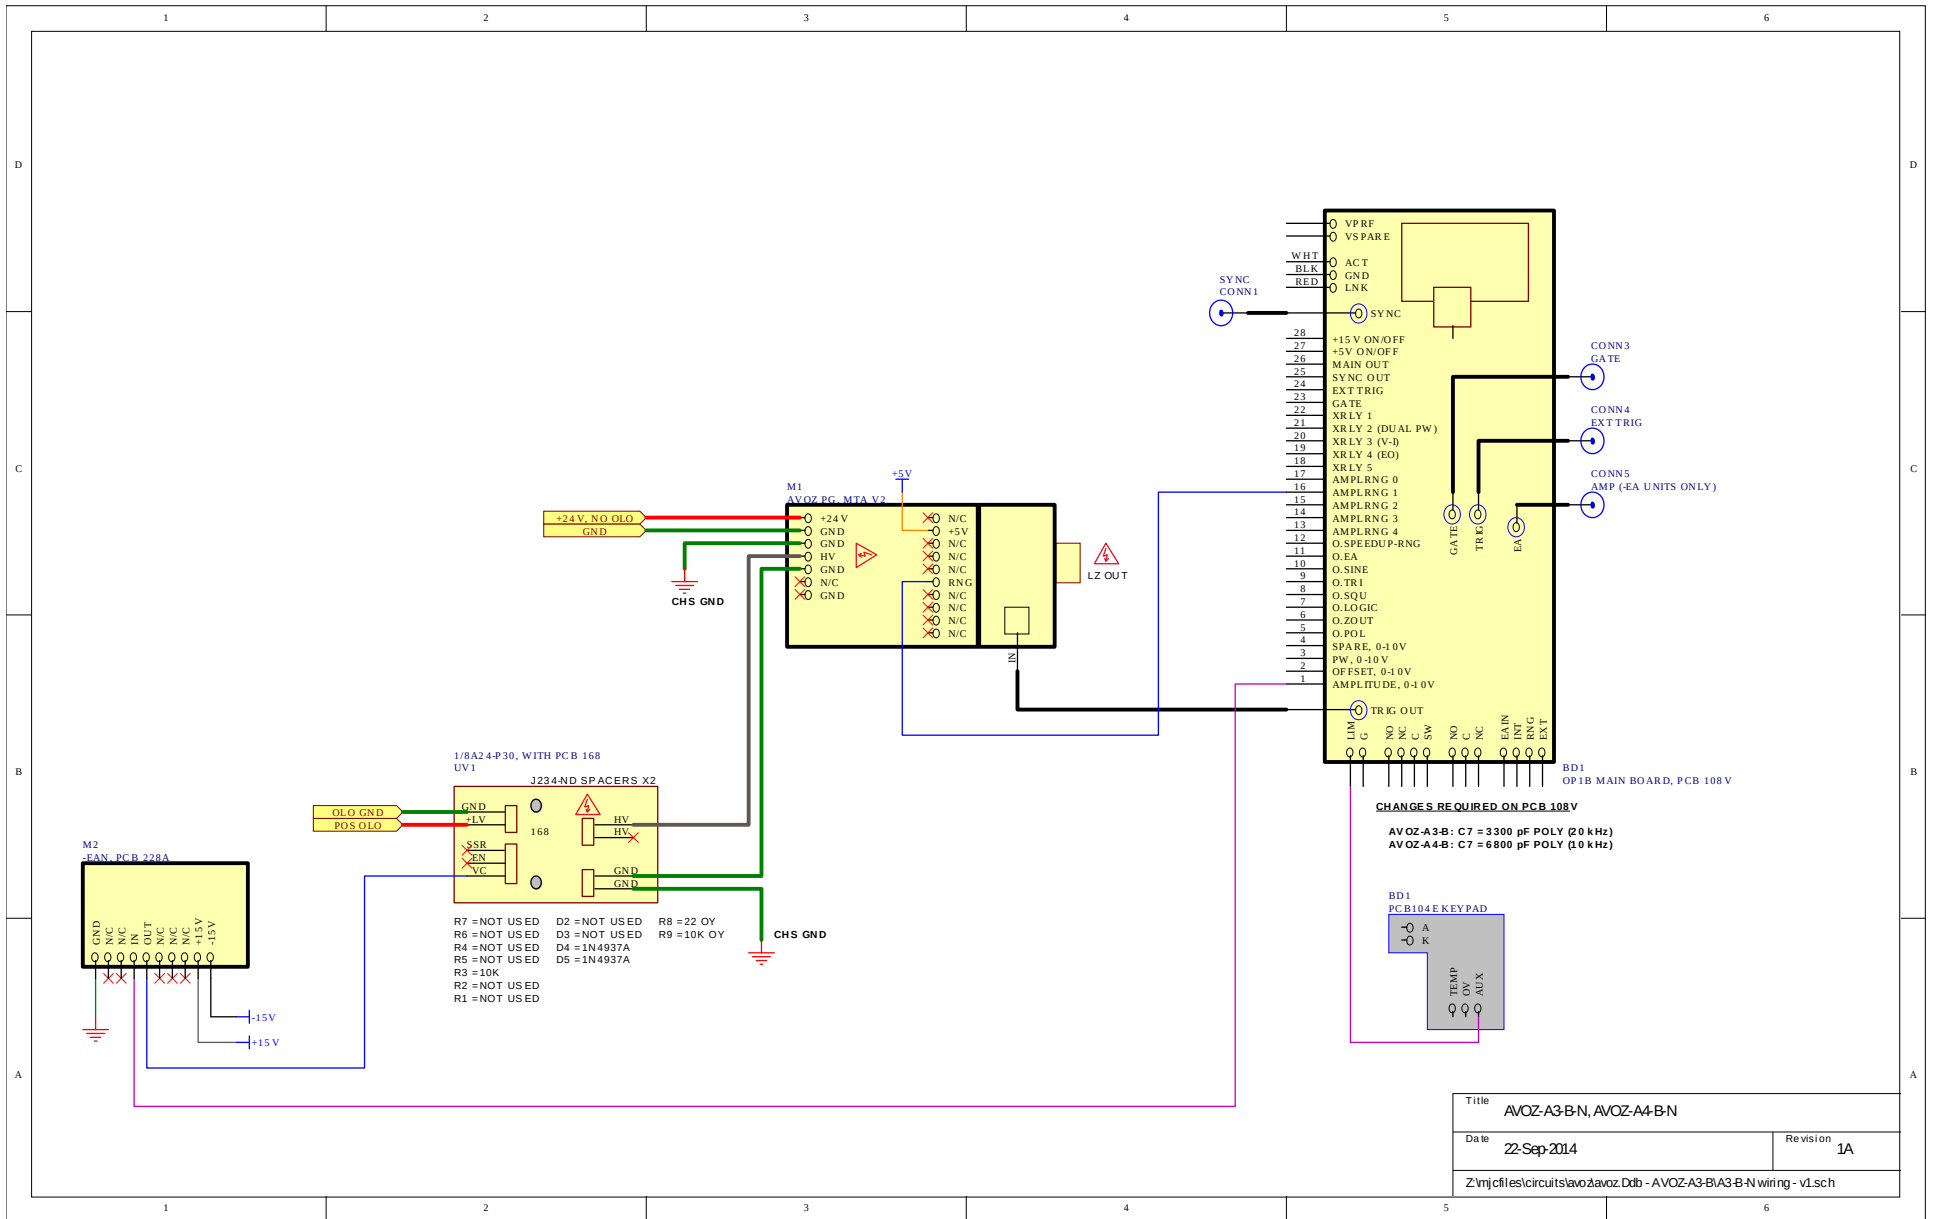 1 2 3 4 5 6
D D
C C
B B
A A
VPRF
VSPARE
WHT ACT
BLK GND
RED LNK
SYNC
CONN1
SYNC
28 +15V ON/OFF
27 +5V ON/OFF
26 MAIN OUT
25 SYNC OUT
24 EXT TRIG
23 GATE
22 XRLY 1
21 XRLY 2 (DUAL PW)
20 XRLY 3 (V-I)
19 XRLY 4 (EO)
18 XRLY 5
17 AMPLRNG 0
16 AMPLRNG 1
15 AMPLRNG 2
14 AMPLRNG 3
13 AMPLRNG 4
12 O.SPEEDUP-RNG
11 O.EA
10 O.SINE
9 O.TRI
8 O.SQU
7 O.LOGIC
6 O.ZOUT
5 O.POL
4 SPARE, 0-10V
3 PW, 0-10V
2 OFFSET, 0-10V
1 AMPLITUDE, 0-10V
TRIG OUT
GATE
TRIG
EA
CONN3
GATE
CONN4
EXT TRIG
CONN5
AMP (-EA UNITS ONLY)
LIM G NO NC C SW NO C NC EAIN INT RNG EXT
BD1
OP1B MAIN BOARD, PCB 108V
CHANGES REQUIRED ON PCB 108V
AVOZ-A3-B: C7 = 3300 pF POLY (20 kHz)
AVOZ-A4-B: C7 = 6800 pF POLY (10 kHz)
BD1
PCB104E KEYPAD
A
K
TEMP
OV
AUX
+5V
M1
AVOZ PG, MTA V2
+24V, NO OLO
GND
+24V
GND
GND
HV
GND
N/C
GND
N/C
+5V
N/C
N/C
N/C
RNG
N/C
N/C
N/C
N/C
IN
LZ OUT
CHS GND
1/8A24-P30, WITH PCB 168
UV1
J234-ND SPACERS X2
OLO GND
POS OLO
GND
+LV
168
SSR
EN
VC
HV
HV
GND
GND
CHS GND
R7 =NOT USED D2 =NOT USED R8 =22 OY
R6 =NOT USED D3 =NOT USED R9 =10K OY
R4 =NOT USED D4 =1N4937A
R5 =NOT USED D5 =1N4937A
R3 =10K
R2 =NOT USED
R1 =NOT USED
M2
-EAN, PCB 228A
GND N/C N/C IN OUT N/C N/C N/C +15V -15V
-15V
+15V
Title AVOZ-A3-B-N, AVOZ-A4-B-N
Date 22-Sep-2014 Revision 1A
Z:\mjcfiles\circuits\avoz\avoz.Ddb - AVOZ-A3-B\A3-B-N wiring - v1.sch
1 2 3 4 5 6